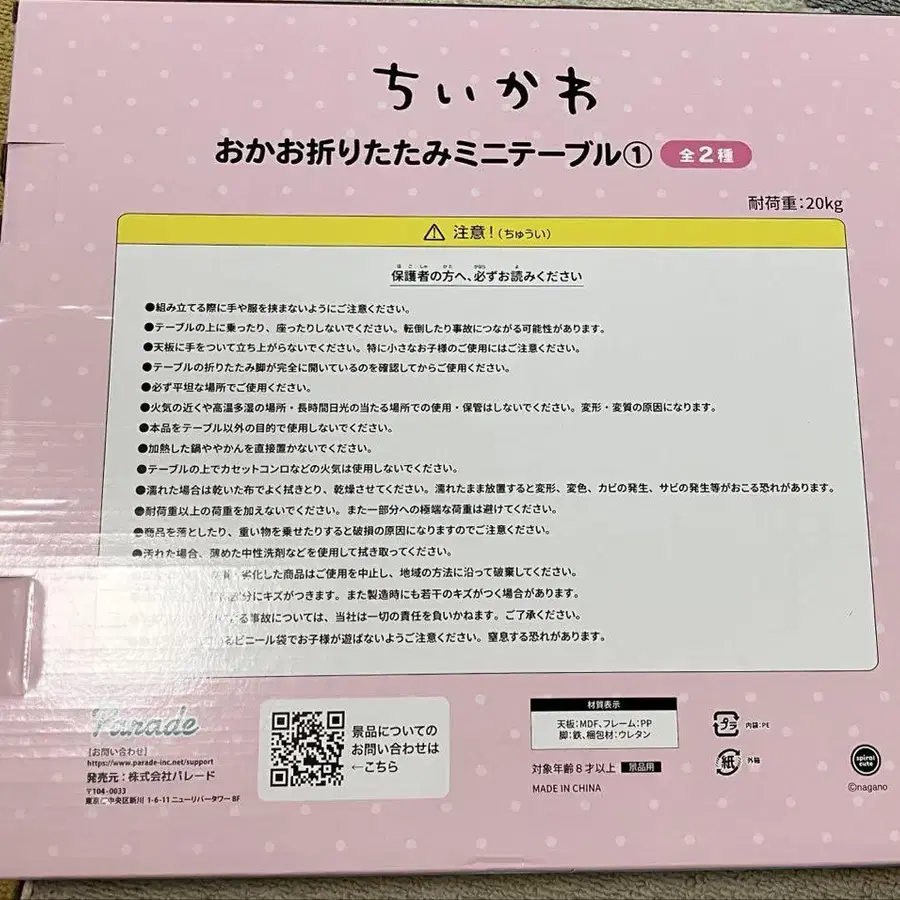 ちいかわ
おかお折りたたみミニテーブル① 全2種
耐荷重:20kg
⚠ 注意!(ちゅうい)
保護者の方へ、必ずお読みください
●組み立てる際に手や服を挟まないようにご注意ください。
●テーブルの上に乗ったり、座ったりしないでください。転倒したり事故につながる可能性があります。
●天板に手をついて立ち上がらないでください。特に小さなお子様のご使用にはご注意ください。
●テーブルの折りたたみ脚が完全に開いているのを確認してからご使用ください。
●必ず平坦な場所でご使用ください。
●火気の近くや高温多湿の場所・長時間日光の当たる場所での使用・保管はしないでください。変形・変質の原因になります。
●本品をテーブル以外の目的で使用しないでください。
●加熱した鍋ややかんを直接置かないでください。
●テーブルの上でカセットコンロなどの火気は使用しないでください。
●濡れた場合は乾いた布でよく拭きとり、乾燥させてください。濡れたまま放置すると変形、変色、カビの発生、サビの発生等がおこる恐れがあります。
●耐荷重以上の荷重を加えないでください。また一部分への極端な荷重は避けてください。
●商品を落としたり、重い物を乗せたりすると破損の原因になりますのでご注意ください。
●汚れた場合、薄めた中性洗剤などを使用して拭き取ってください。
・劣化した商品はご使用を中止し、地域の方法に沿って破棄してください。
にキズがつきます。また製造時にも若干のキズがつく場合があります。
る事故については、当社は一切の責任を負いかねます。ご了承ください。
るビニール袋でお子様が遊ばないようご注意ください。窒息する恐れがあります。
Parade
[お問い合わせ]
https://www.parade-inc.net/support
発売元:株式会社パレード
〒104-0033
東京都中央区新川 1-6-11 ニューリバータワー 8F
景品についての
お問い合わせは
←こちら
材質表示
天板:MDF、フレーム:PP
脚:鉄、梱包材:ウレタン
対象年齢8才以上 景品用
MADE IN CHINA
プラ 内袋:PE
紙 外箱
spiral
cute
©nagano